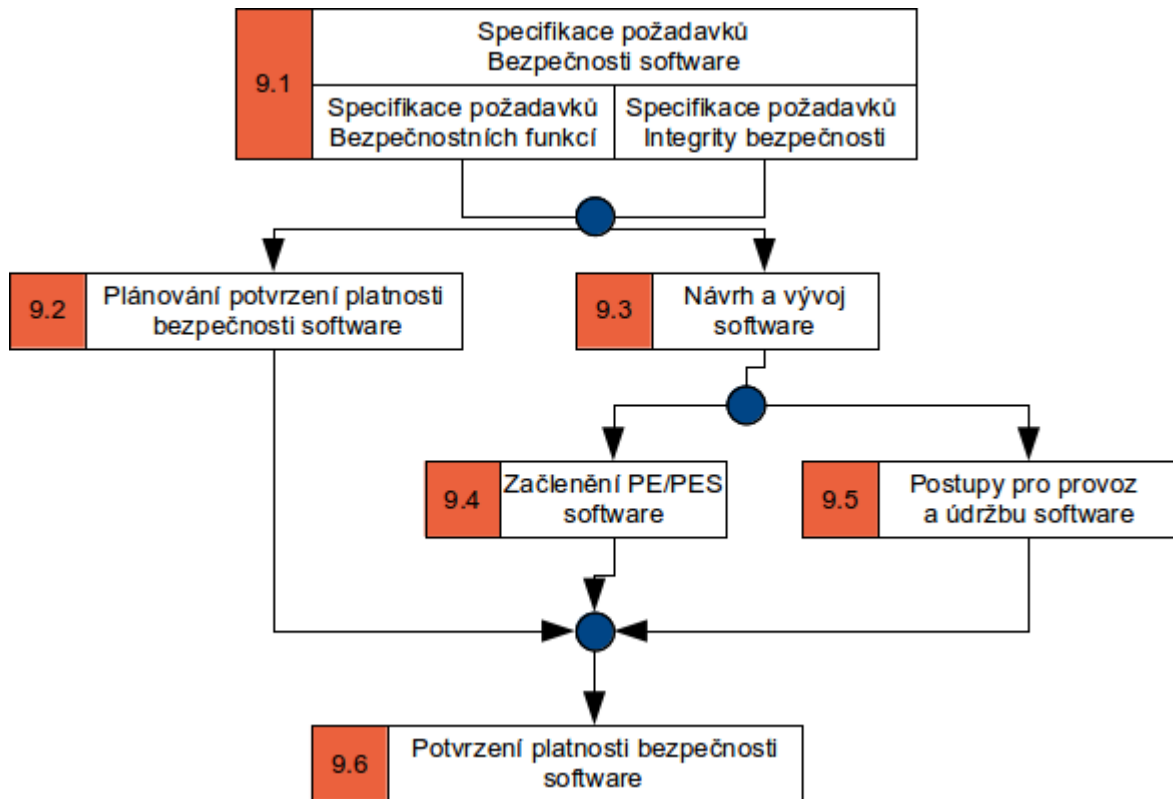 9.1
Specifikace požadavků
Bezpečnosti software
Specifikace požadavků
Bezpečnostních funkcí
Specifikace požadavků
Integrity bezpečnosti
9.2
Plánování potvrzení platnosti
bezpečnosti software
9.3
Návrh a vývoj
software
9.4
Začlenění PE/PES
software
9.5
Postupy pro provoz
a údržbu software
9.6
Potvrzení platnosti bezpečnosti
software